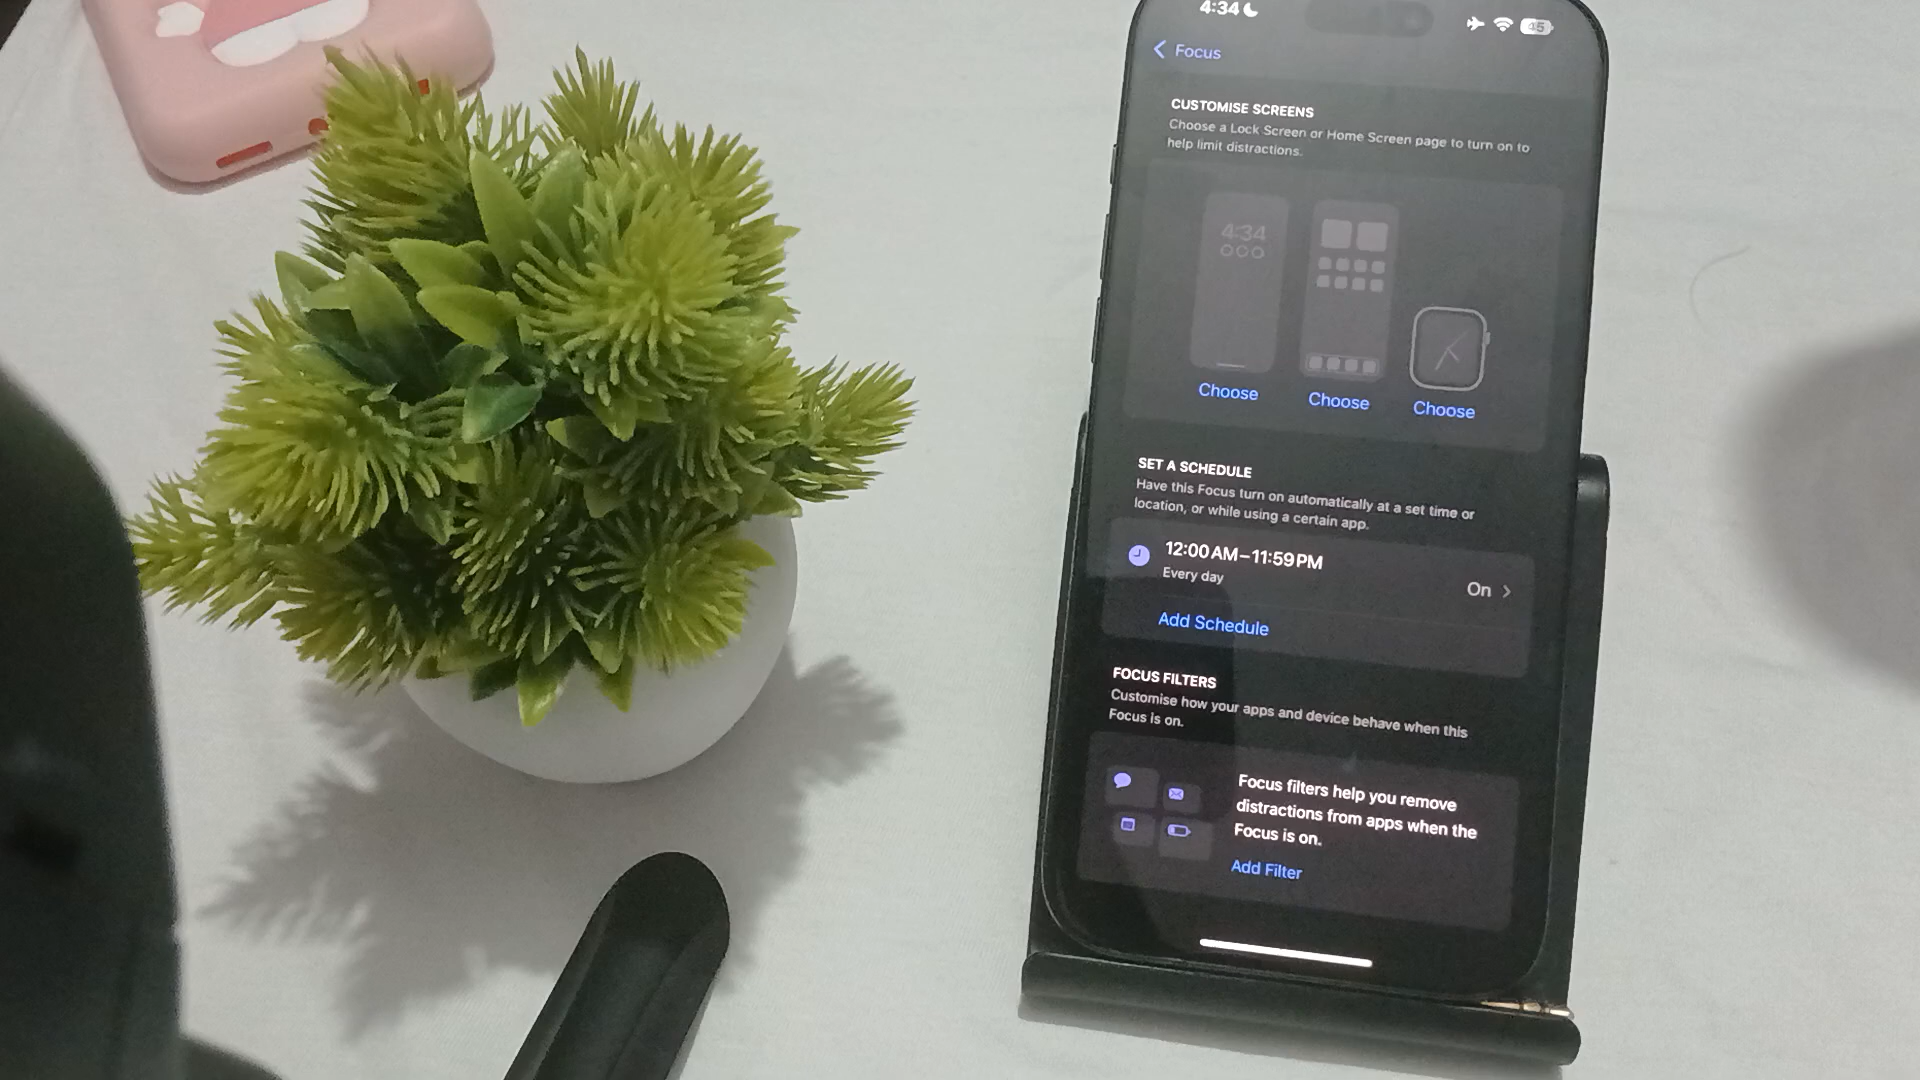 4:34
45
Focus
CUSTOMISE SCREENS
Choose a Lock Screen or Home Screen page to turn on to
help limit distractions.
4:34
Choose
Choose
Choose
SET A SCHEDULE
Have this Focus turn on automatically at a set time or
location, or while using a certain app.
12:00 AM–11:59 PM
Every day
On
Add Schedule
FOCUS FILTERS
Customise how your apps and device behave when this
Focus is on.
Focus filters help you remove
distractions from apps when the
Focus is on.
Add Filter